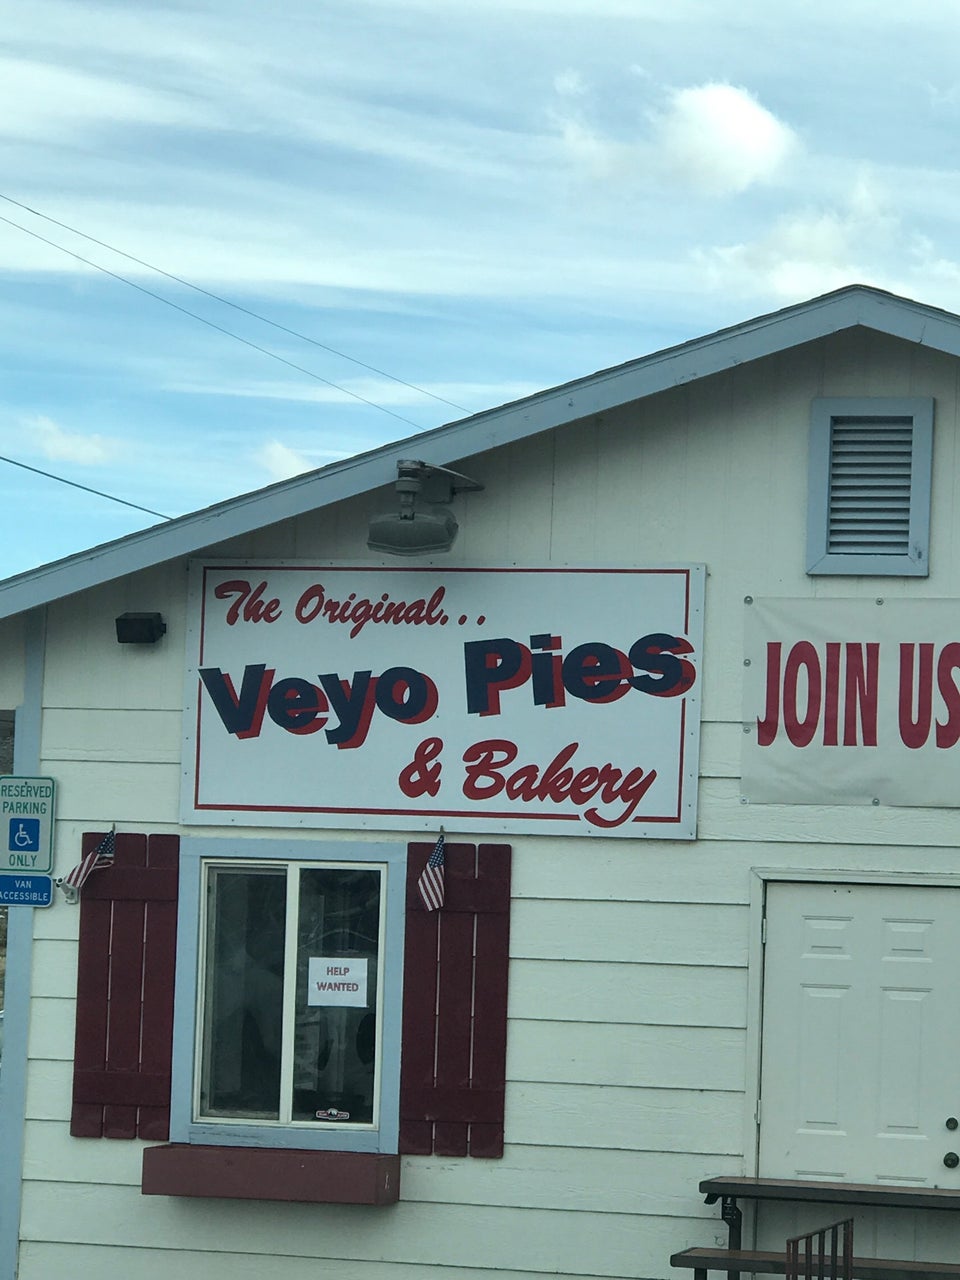 The Original...
Veyo Pies
& Bakery
JOIN US
RESERVED
PARKING
ONLY
VAN
ACCESSIBLE
HELP
WANTED